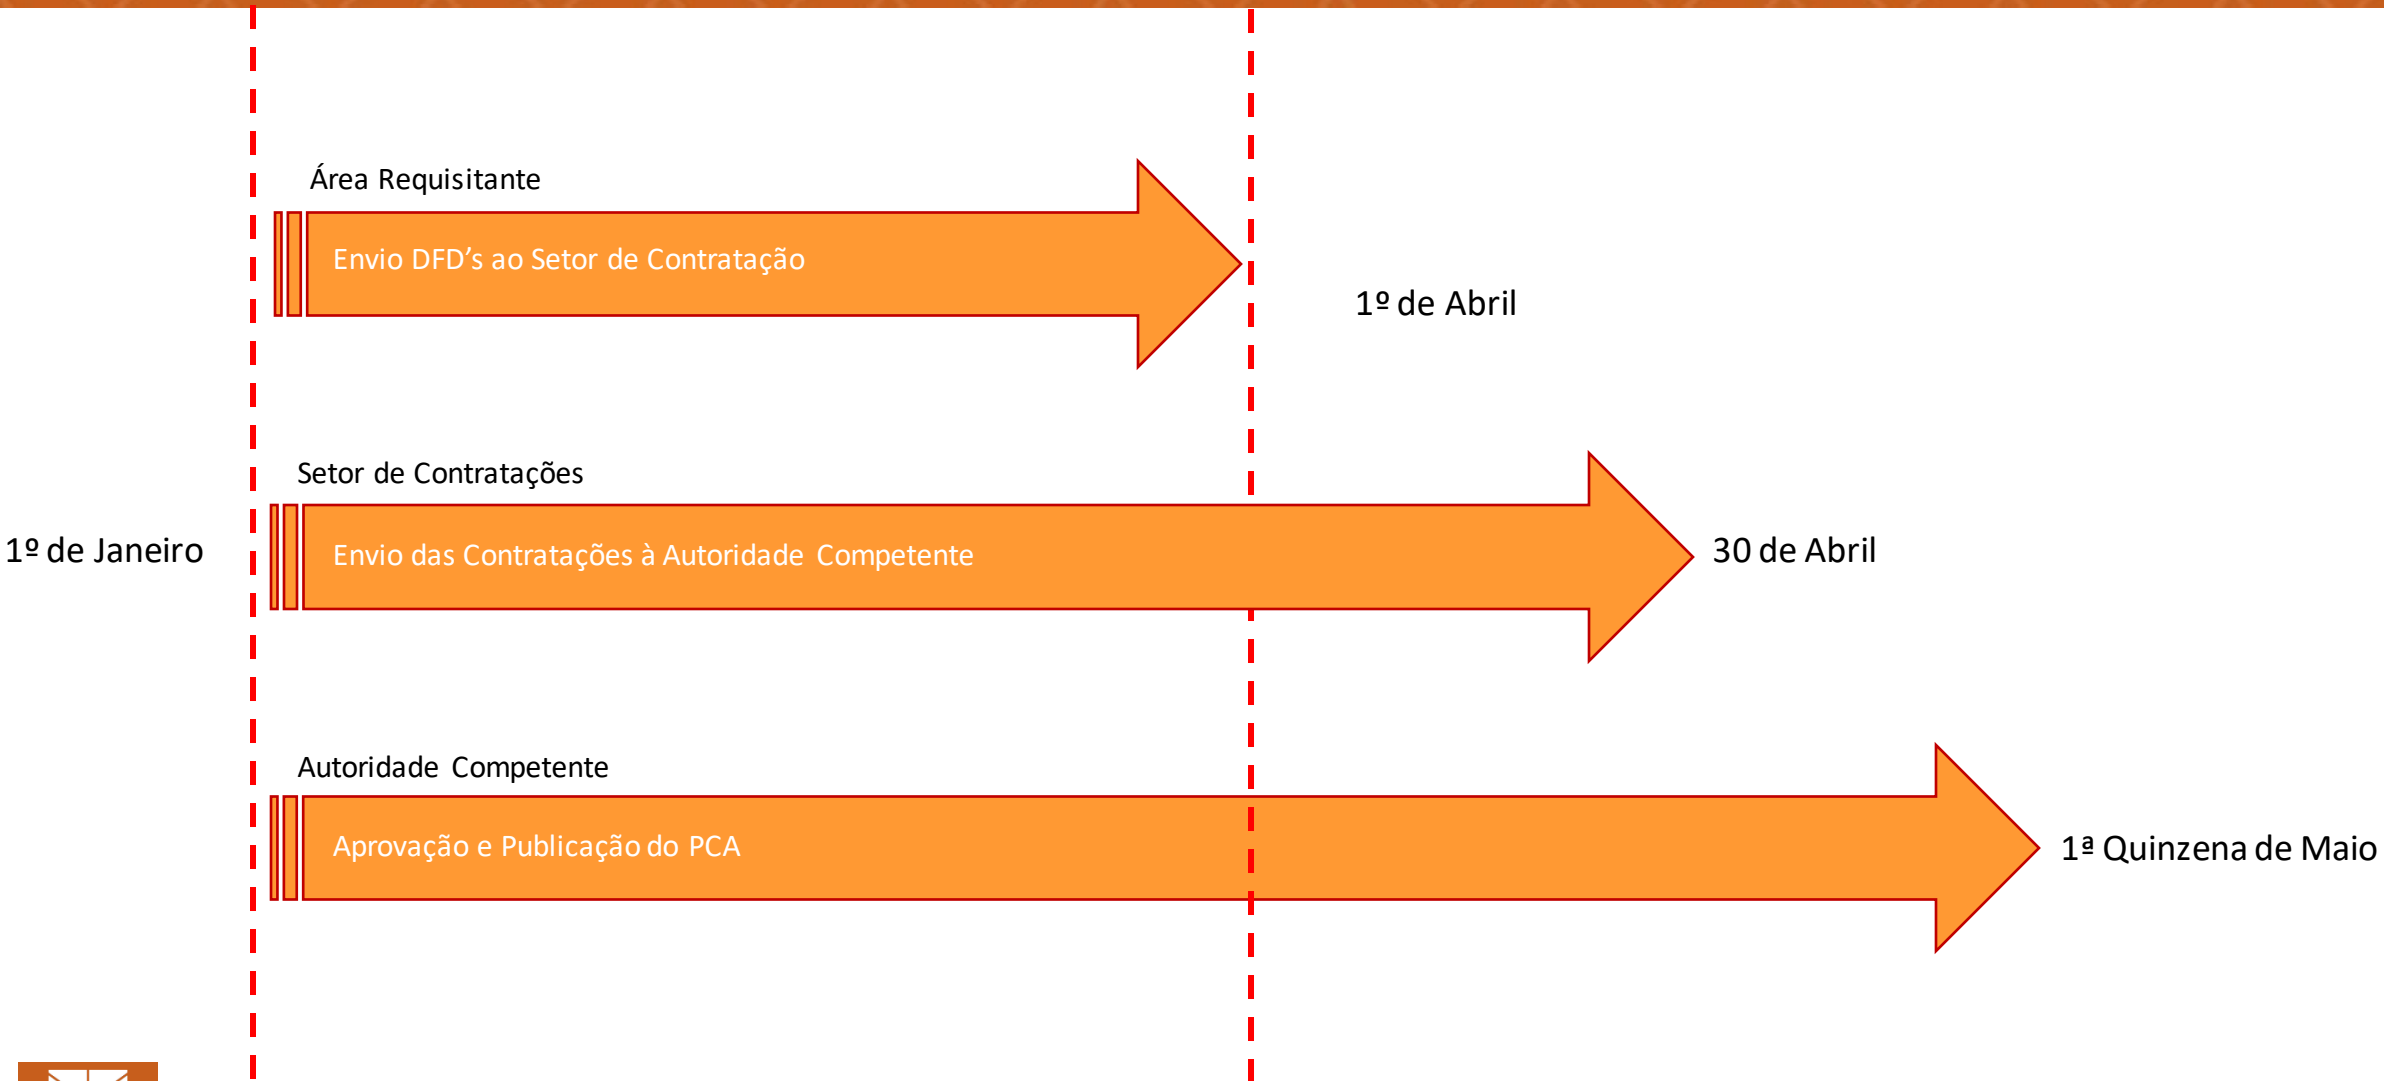 Área Requisitante
Envio DFD’s ao Setor de Contratação
1º de Abril
Setor de Contratações
1º de Janeiro
Envio das Contratações à Autoridade Competente
30 de Abril
Autoridade Competente
Aprovação e Publicação do PCA
1ª Quinzena de Maio